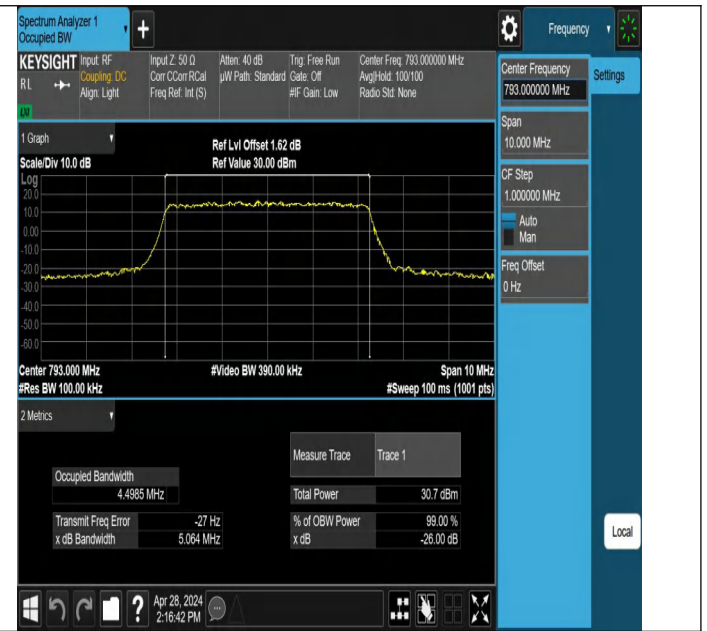 Spectrum Analyzer 1
Occupied BW
Frequency
KEYSIGHT
RL
LXI
Input: RF
Coupling: DC
Align: Light
Input Z: 50 Ω
Corr CCorr RCal
Freq Ref: Int (S)
Atten: 40 dB
µW Path: Standard
Trig: Free Run
Gate: Off
#IF Gain: Low
Center Freq: 793.000000 MHz
Avg|Hold: 100/100
Radio Std: None
Center Frequency
793.000000 MHz
Settings
Span
10.000 MHz
CF Step
1.000000 MHz
Auto
Man
Freq Offset
0 Hz
Local
1 Graph
Scale/Div 10.0 dB
Ref Lvl Offset 1.62 dB
Ref Value 30.00 dBm
Log
20.0
10.0
0.00
-10.0
-20.0
-30.0
-40.0
-50.0
-60.0
Center 793.000 MHz
#Res BW 100.00 kHz
#Video BW 390.00 kHz
Span 10 MHz
#Sweep 100 ms (1001 pts)
2 Metrics
Measure Trace Trace 1
Occupied Bandwidth
4.4985 MHz
Total Power 30.7 dBm
Transmit Freq Error -27 Hz
% of OBW Power 99.00 %
x dB Bandwidth 5.064 MHz
x dB -26.00 dB
?
Apr 28, 2024
2:16:42 PM